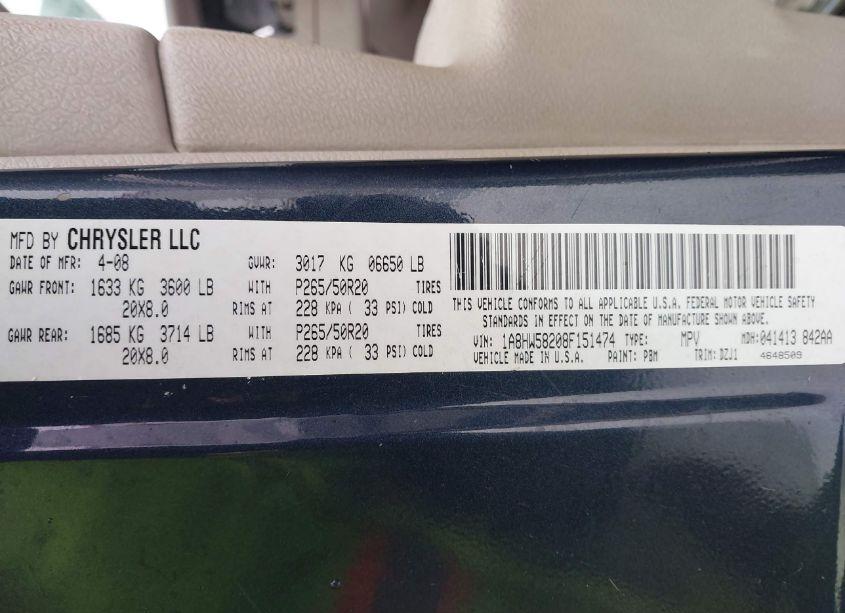 MFD BY CHRYSLER LLC
DATE OF MFR: 4-08 GVWR: 3017 KG 06650 LB
GAWR FRONT: 1633 KG 3600 LB WITH P265/50R20 TIRES
20X8.0 RIMS AT 228 KPA ( 33 PSI) COLD
GAWR REAR: 1685 KG 3714 LB WITH P265/50R20 TIRES
20X8.0 RIMS AT 228 KPA ( 33 PSI) COLD
THIS VEHICLE CONFORMS TO ALL APPLICABLE U.S.A. FEDERAL MOTOR VEHICLE SAFETY
STANDARDS IN EFFECT ON THE DATE OF MANUFACTURE SHOWN ABOVE.
VIN: 1A8HW58208F151474 TYPE: MPV MDH: 041413 842AA
VEHICLE MADE IN U.S.A. PAINT: PBM TRIM: DZJ1 4648509